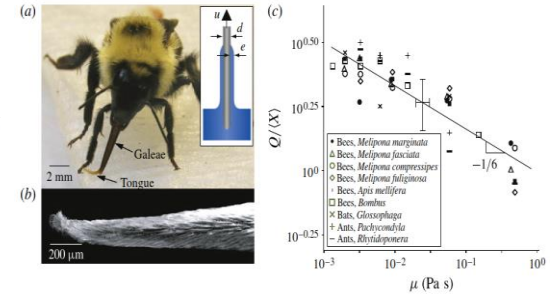 (a)
u
d
e
Galeae
2 mm
Tongue
(b)
200 μm
(c)
10^0.50
10^0.25
10^0
10^-0.25
Q/⟨X⟩
Bees, Melipona marginata
Bees, Melipona fasciata
Bees, Melipona compressipes
Bees, Melipona fuliginosa
Bees, Apis mellifera
Bees, Bombus
Bats, Glossophaga
Ants, Pachycondyla
Ants, Rhytidoponera
−1/6
10^-3 10^-2 10^-1 10^0
μ (Pa s)